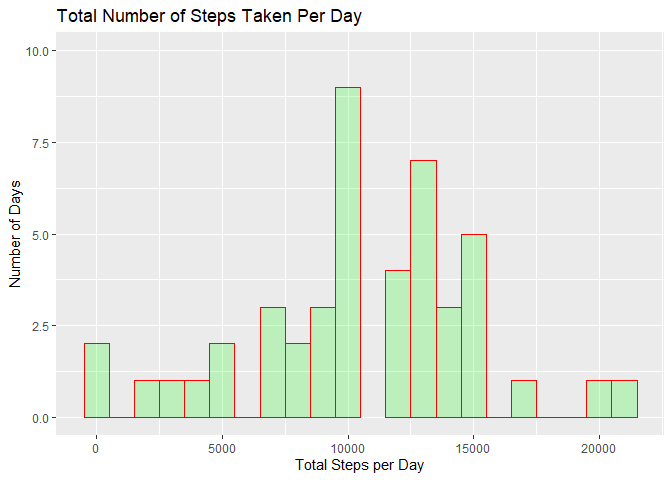 Total Number of Steps Taken Per Day
10.0
7.5
5.0
2.5
0.0
Number of Days
0 5000 10000 15000 20000
Total Steps per Day